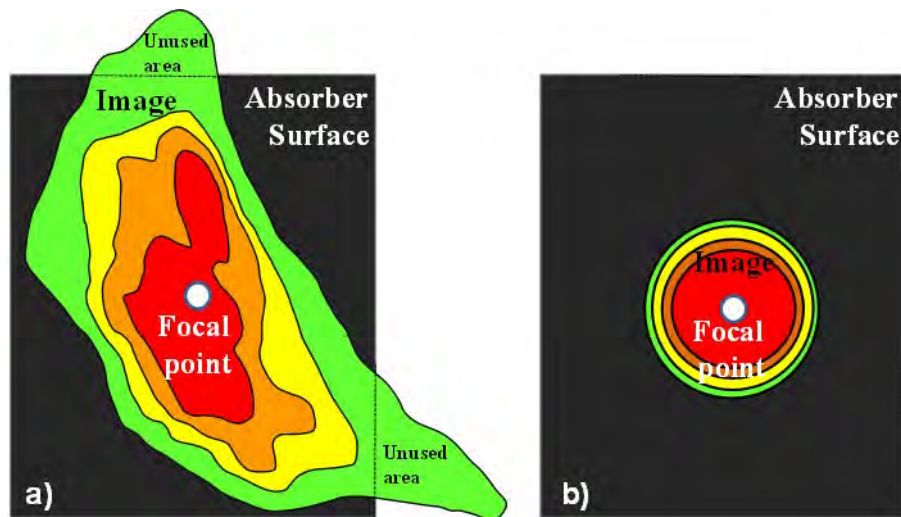 Unused
area
Image
Absorber
Surface
Focal
point
Unused
area
a)
Absorber
Surface
Image
Focal
point
b)